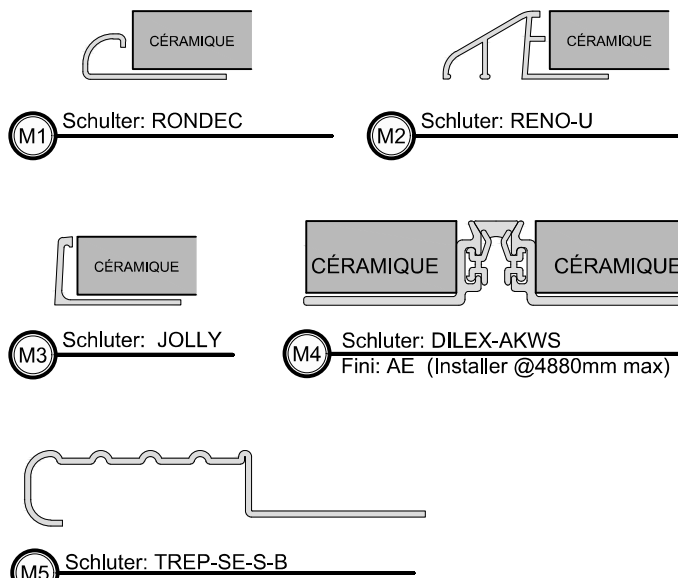 CÉRAMIQUE
CÉRAMIQUE
M1 Schulter: RONDEC
M2 Schluter: RENO-U
CÉRAMIQUE
CÉRAMIQUE
CÉRAMIQUE
M3 Schluter: JOLLY
M4 Schluter: DILEX-AKWS
Fini: AE (Installer @4880mm max)
M5 Schluter: TREP-SE-S-B